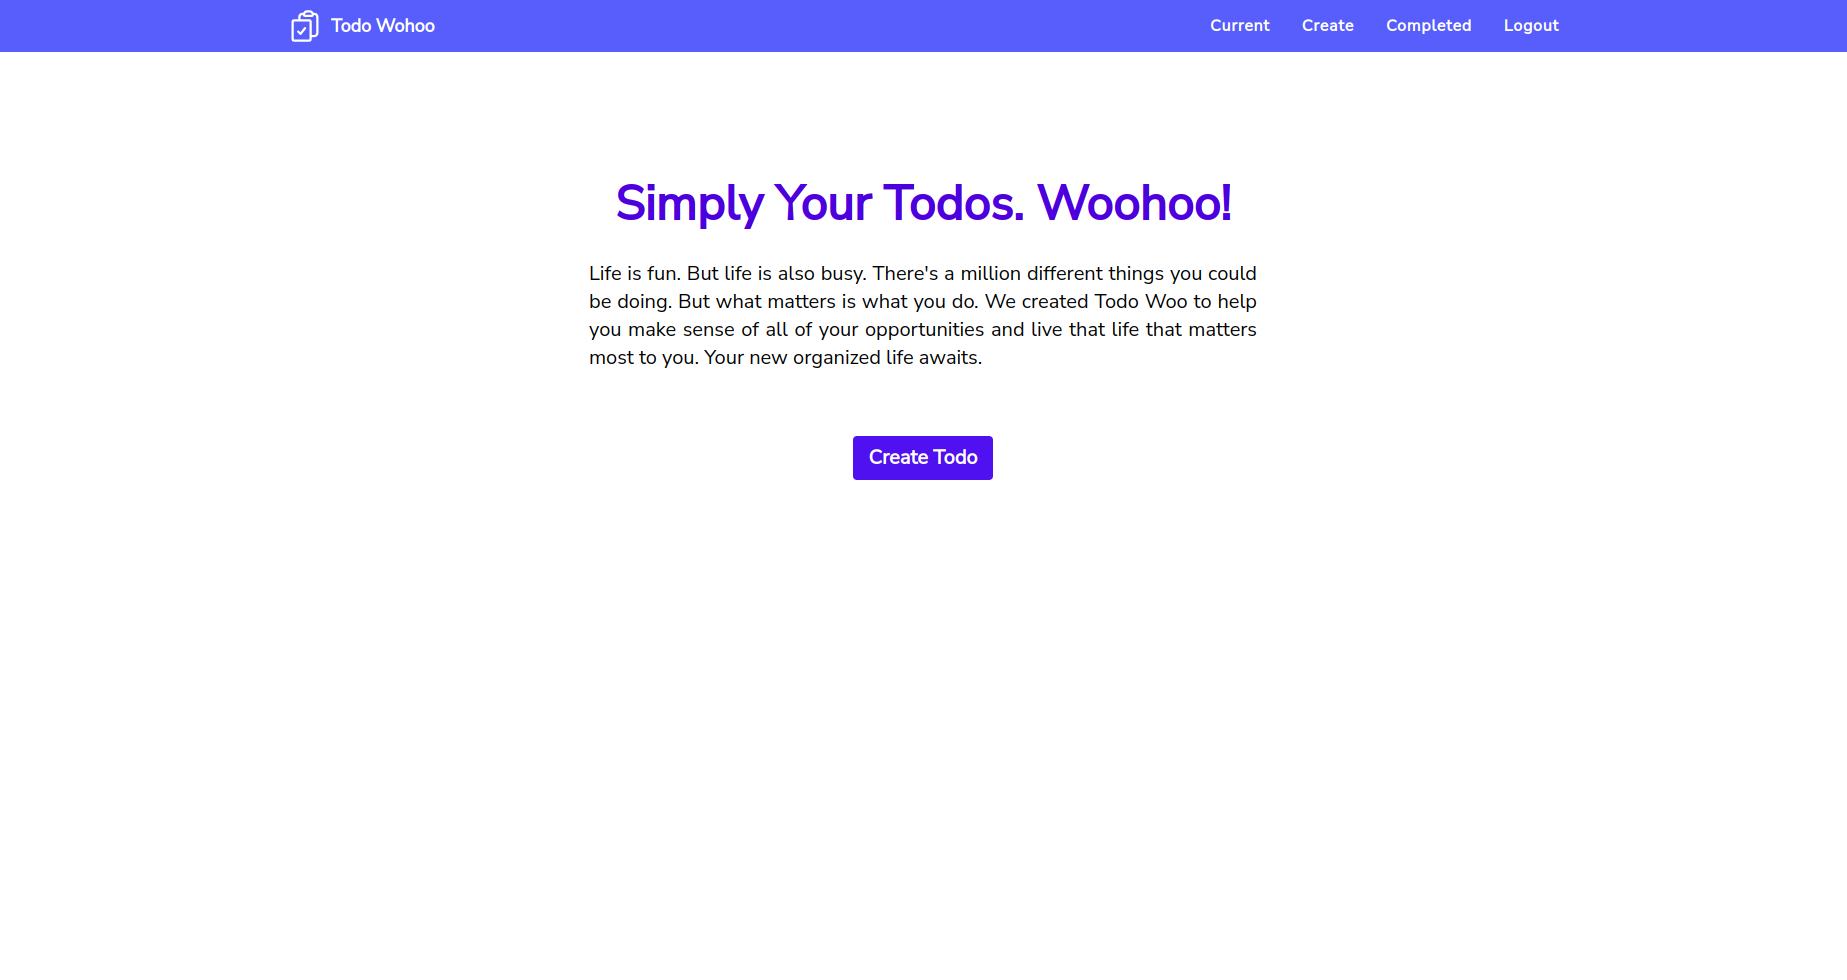 Todo Wohoo
Current
Create
Completed
Logout
Simply Your Todos. Woohoo!
Life is fun. But life is also busy. There's a million different things you could
be doing. But what matters is what you do. We created Todo Woo to help
you make sense of all of your opportunities and live that life that matters
most to you. Your new organized life awaits.
Create Todo